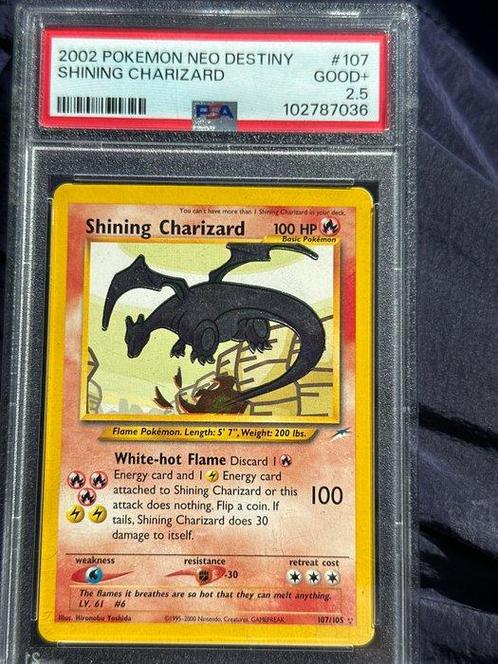 2002 POKEMON NEO DESTINY #107
SHINING CHARIZARD GOOD+
2.5
PSA 102787036
You can't have more than 1 Shining Charizard in your deck.
Shining Charizard 100 HP
Basic Pokémon
Flame Pokémon. Length: 5' 7", Weight: 200 lbs.
White-hot Flame Discard 1
Energy card and 1 Energy card
attached to Shining Charizard or this
attack does nothing. Flip a coin. If 100
tails, Shining Charizard does 30
damage to itself.
weakness resistance retreat cost
-30
The flames it breathes are so hot that they can melt anything.
LV. 61 #6
Illus. Hironobu Yoshida ©1995-2000 Nintendo, Creatures, GAMEFREAK. 107/105